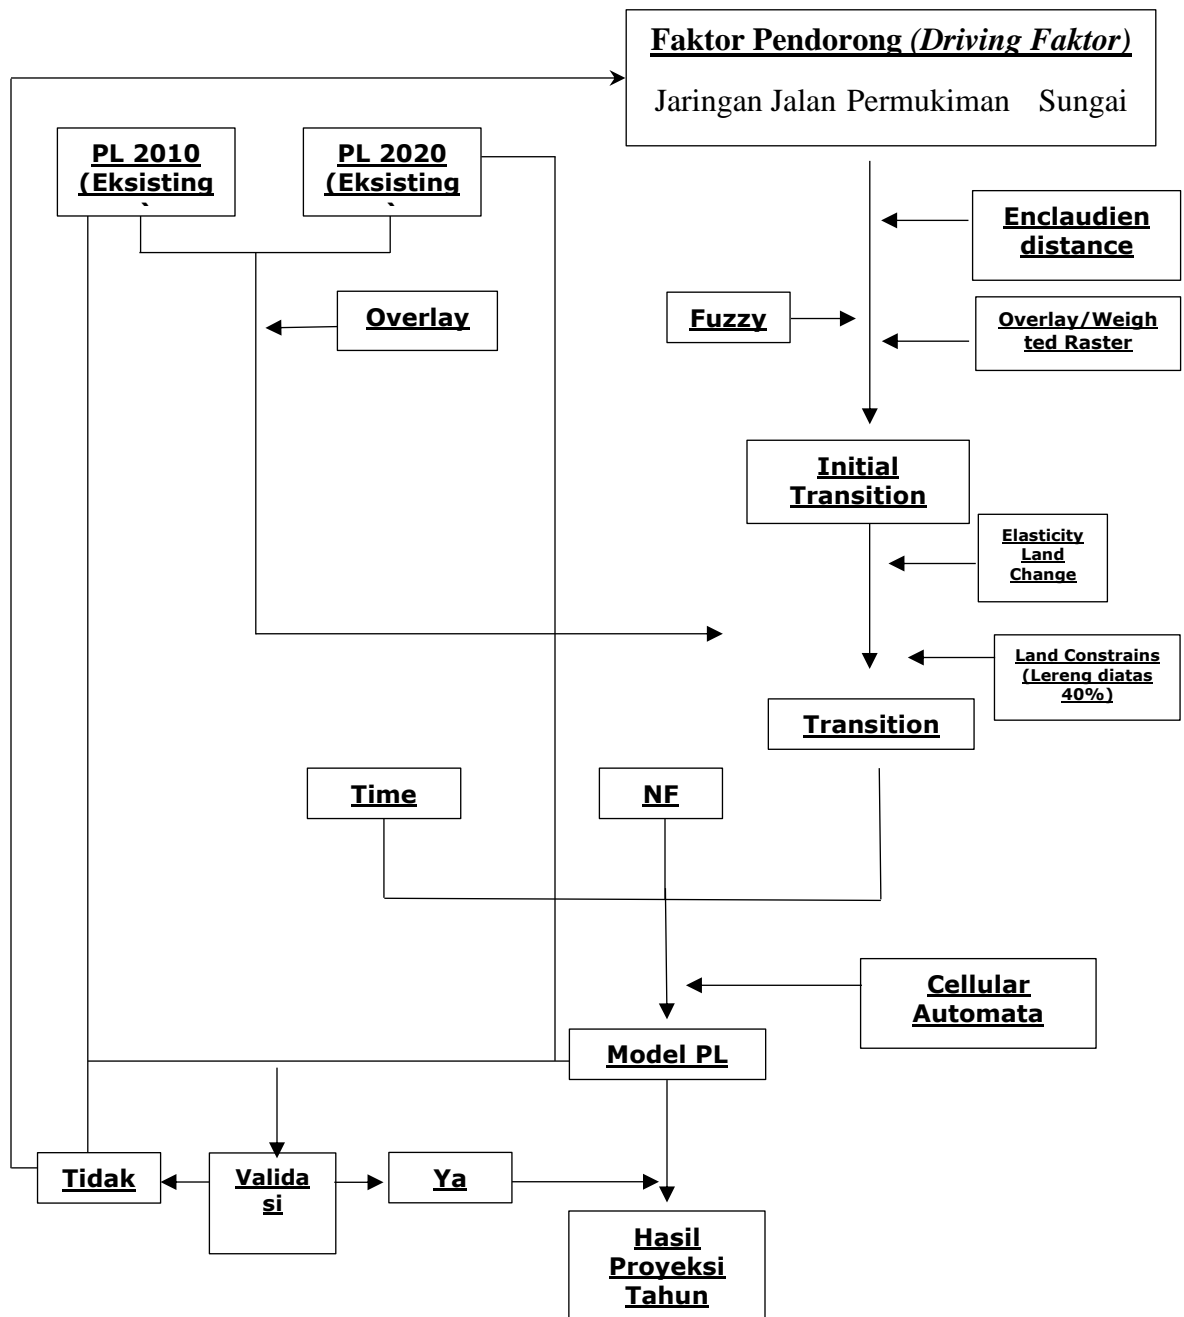 Faktor Pendorong (Driving Faktor)
Jaringan Jalan Permukiman Sungai
PL 2010
(Eksisting
PL 2020
(Eksisting
Enclaudien
distance
Overlay
Fuzzy
Overlay/Weigh
ted Raster
Initial
Transition
Elasticity
Land
Change
Land Constrains
(Lereng diatas
40%)
Transition
Time
NF
Cellular
Automata
Model PL
Tidak
Valida
si
Ya
Hasil
Proyeksi
Tahun